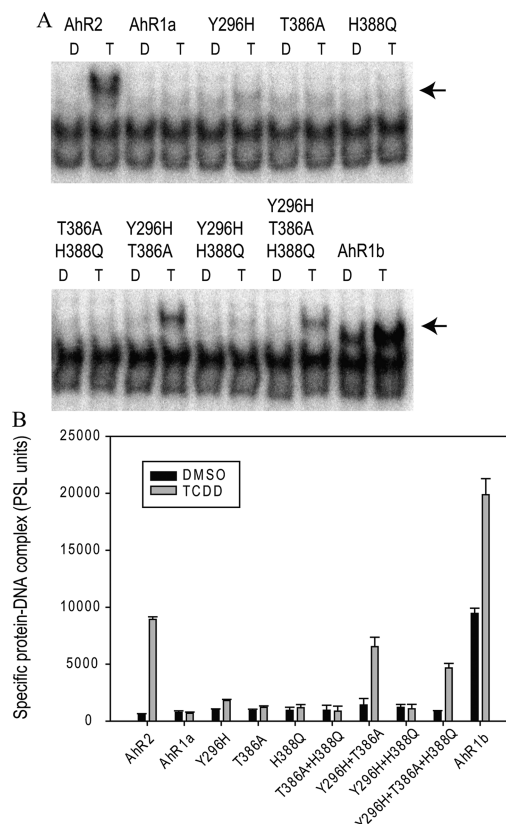 A
AhR2 AhR1a Y296H T386A H388Q
D T D T D T D T D T
Y296H
T386A Y296H Y296H T386A
H388Q T386A H388Q H388Q AhR1b
D T D T D T D T D T
B
Specific protein-DNA complex (PSL units)
25000
20000
15000
10000
5000
0
DMSO
TCDD
AhR2
AhR1a
Y296H
T386A
H388Q
T386A+H388Q
Y296H+T386A
Y296H+H388Q
Y296H+T386A+H388Q
AhR1b